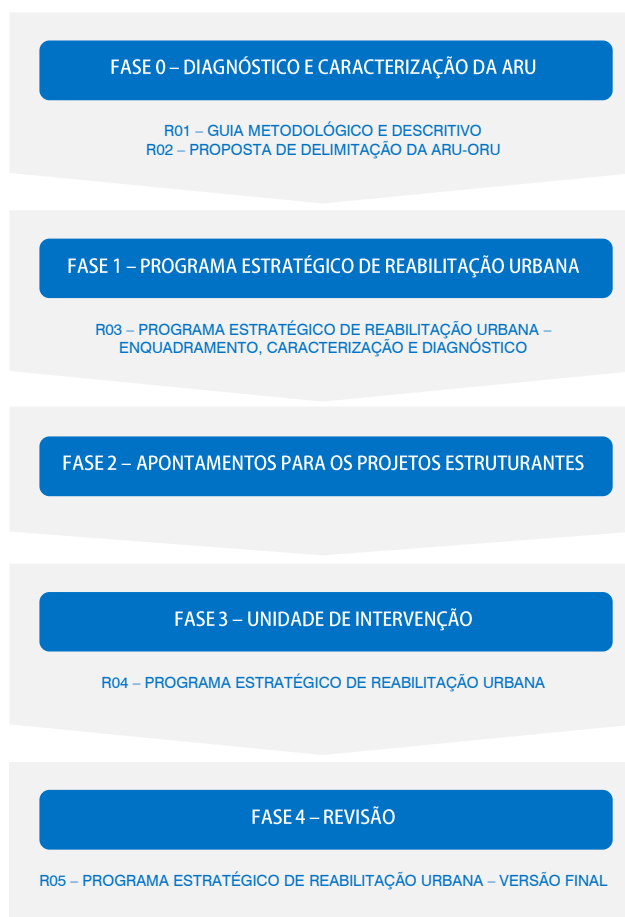 FASE 0 – DIAGNÓSTICO E CARACTERIZAÇÃO DA ARU
R01 – GUIA METODOLÓGICO E DESCRITIVO
R02 – PROPOSTA DE DELIMITAÇÃO DA ARU-ORU
FASE 1 – PROGRAMA ESTRATÉGICO DE REABILITAÇÃO URBANA
R03 – PROGRAMA ESTRATÉGICO DE REABILITAÇÃO URBANA –
ENQUADRAMENTO, CARACTERIZAÇÃO E DIAGNÓSTICO
FASE 2 – APONTAMENTOS PARA OS PROJETOS ESTRUTURANTES
FASE 3 – UNIDADE DE INTERVENÇÃO
R04 – PROGRAMA ESTRATÉGICO DE REABILITAÇÃO URBANA
FASE 4 – REVISÃO
R05 – PROGRAMA ESTRATÉGICO DE REABILITAÇÃO URBANA – VERSÃO FINAL